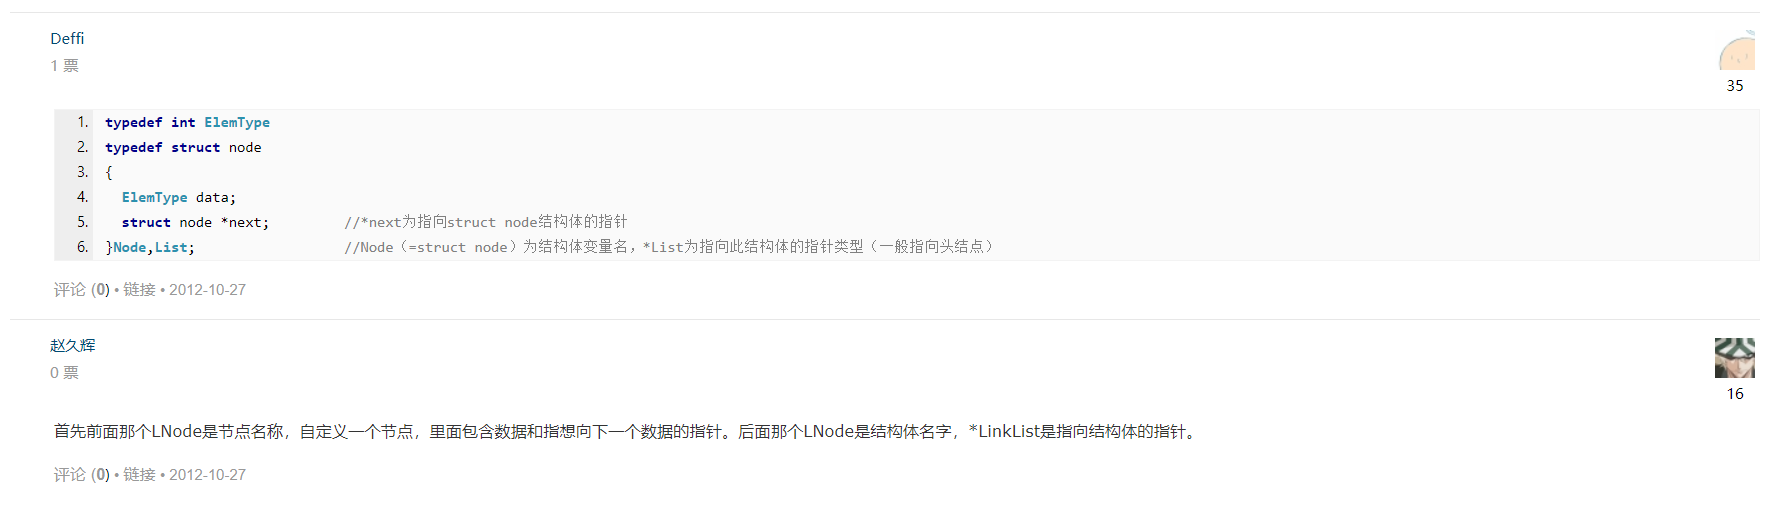 Deffi
1 票
35
1. typedef int ElemType
2. typedef struct node
3. {
4. ElemType data;
5. struct node *next; //*next为指向struct node结构体的指针
6. }Node,List; //Node（=struct node）为结构体变量名，*List为指向此结构体的指针类型（一般指向头结点）
评论 (0) • 链接 • 2012-10-27
赵久辉
0 票
16
首先前面那个LNode是节点名称，自定义一个节点，里面包含数据和指想向下一个数据的指针。后面那个LNode是结构体名字，*LinkList是指向结构体的指针。
评论 (0) • 链接 • 2012-10-27